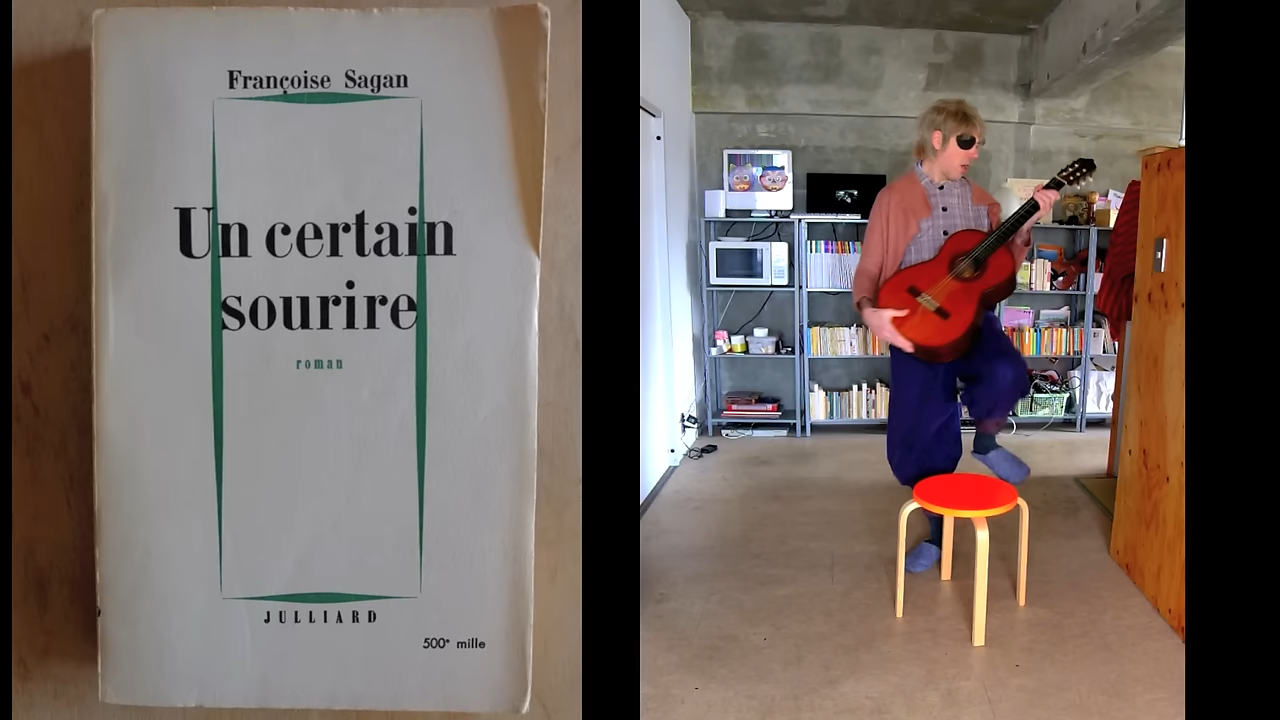 Françoise Sagan
Un certain
sourire
roman
JULLIARD
500e mille